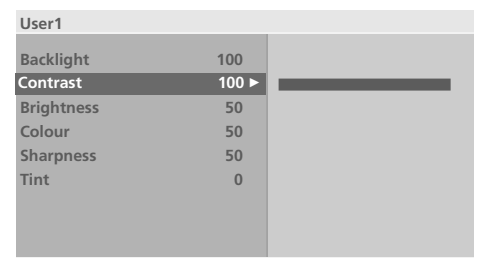 User1
Backlight 100
Contrast 100 ►
Brightness 50
Colour 50
Sharpness 50
Tint 0